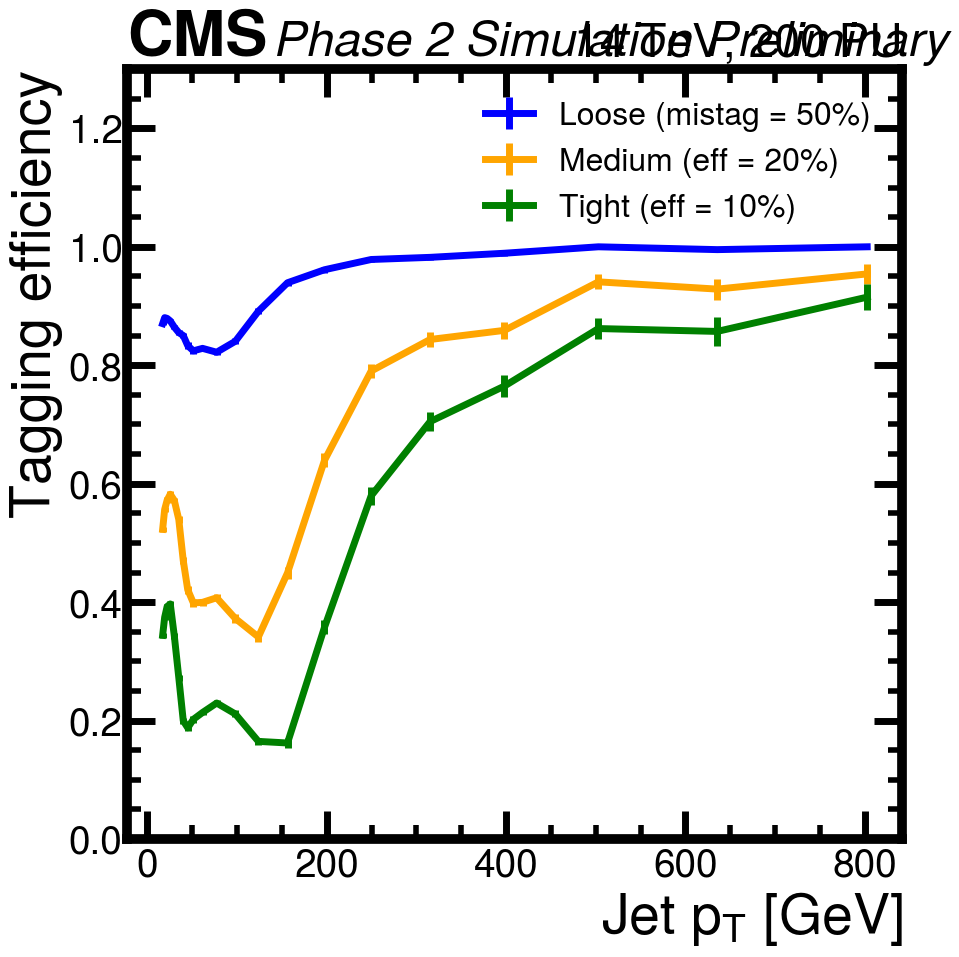 CMS Phase 2 Simulation Preliminary
14 TeV, 200 PU
Tagging efficiency
1.2
1.0
0.8
0.6
0.4
0.2
0.0
Loose (mistag = 50%)
Medium (eff = 20%)
Tight (eff = 10%)
0 200 400 600 800
Jet pT [GeV]